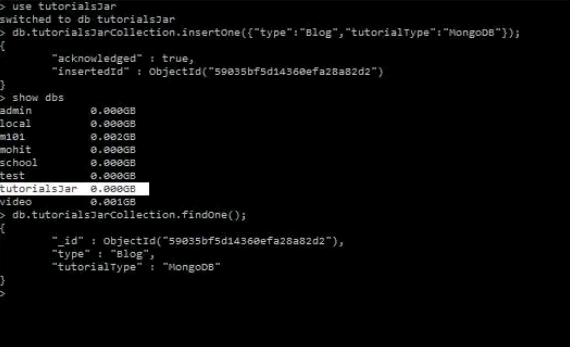 > use tutorialsJar
switched to db tutorialsJar
> db.tutorialsJarCollection.insertOne({"type":"Blog","tutorialType":"MongoDB"});
{
        "acknowledged" : true,
        "insertedId" : ObjectId("59035bf5d14360efa28a82d2")
}
> show dbs
admin        0.000GB
local        0.000GB
m101         0.002GB
mohit        0.000GB
school       0.000GB
test         0.000GB
tutorialsJar 0.000GB
video        0.001GB
> db.tutorialsJarCollection.findOne();
{
        "_id" : ObjectId("59035bf5d14360efa28a82d2"),
        "type" : "Blog",
        "tutorialType" : "MongoDB"
}
>